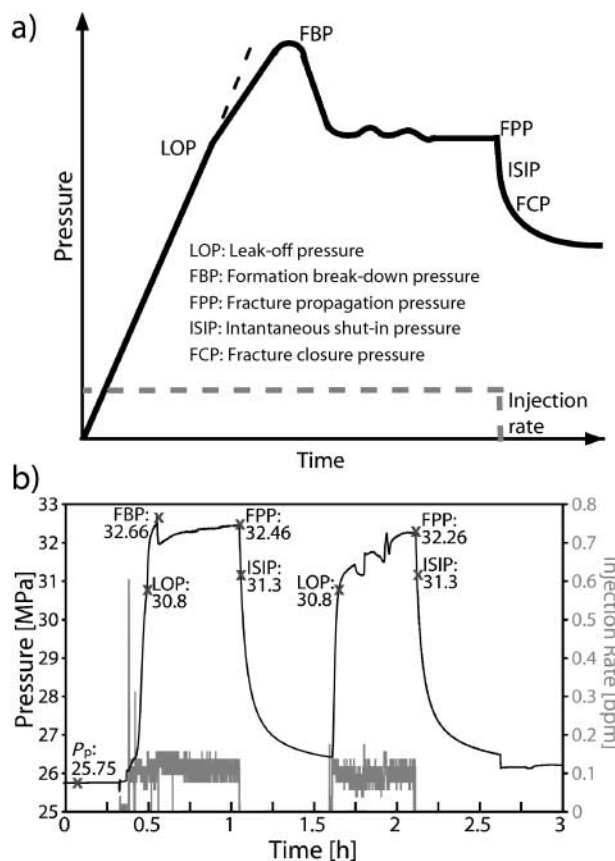 a)
FBP
LOP
FPP
ISIP
FCP
Pressure
LOP: Leak-off pressure
FBP: Formation break-down pressure
FPP: Fracture propagation pressure
ISIP: Intantaneous shut-in pressure
FCP: Fracture closure pressure
Injection
rate
Time
b)
33
32
31
30
29
28
27
26
25
Pressure [MPa]
FBP:
32.66
FPP:
32.46
FPP:
32.26
LOP:
30.8
ISIP:
31.3
LOP:
30.8
ISIP:
31.3
Pp:
25.75
0.8
0.7
0.6
0.5
0.4
0.3
0.2
0.1
0
Injection Rate [bpm]
0 0.5 1 1.5 2 2.5 3
Time [h]